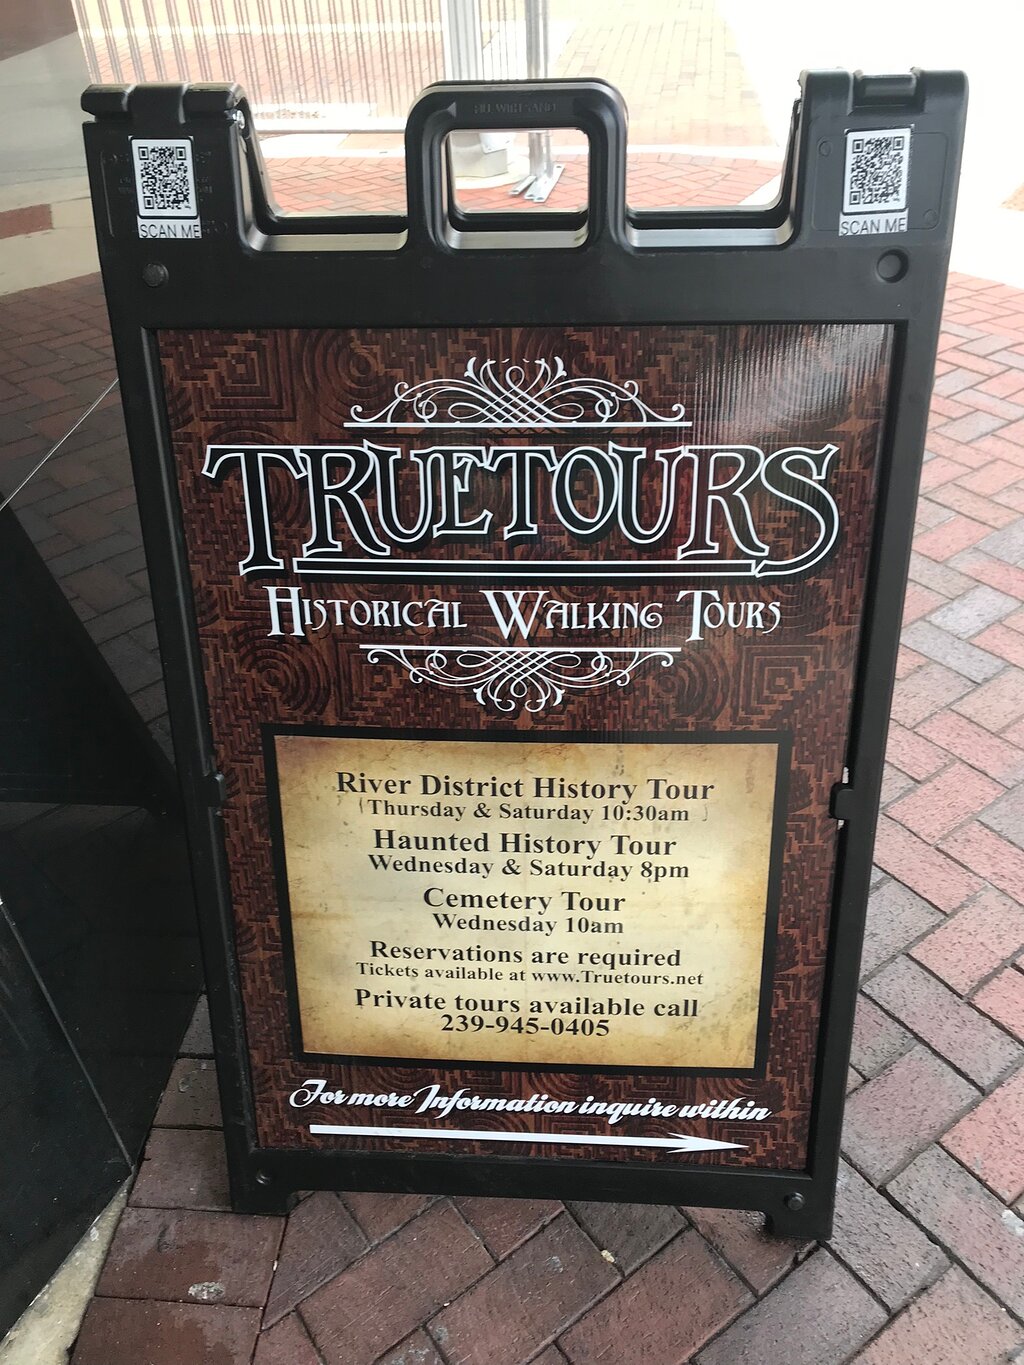 SCAN ME
SCAN ME
TRUETOURS
HISTORICAL WALKING TOURS
River District History Tour
(Thursday & Saturday 10:30am )
Haunted History Tour
Wednesday & Saturday 8pm
Cemetery Tour
Wednesday 10am
Reservations are required
Tickets available at www.Truetours.net
Private tours available call
239-945-0405
For more Information inquire within